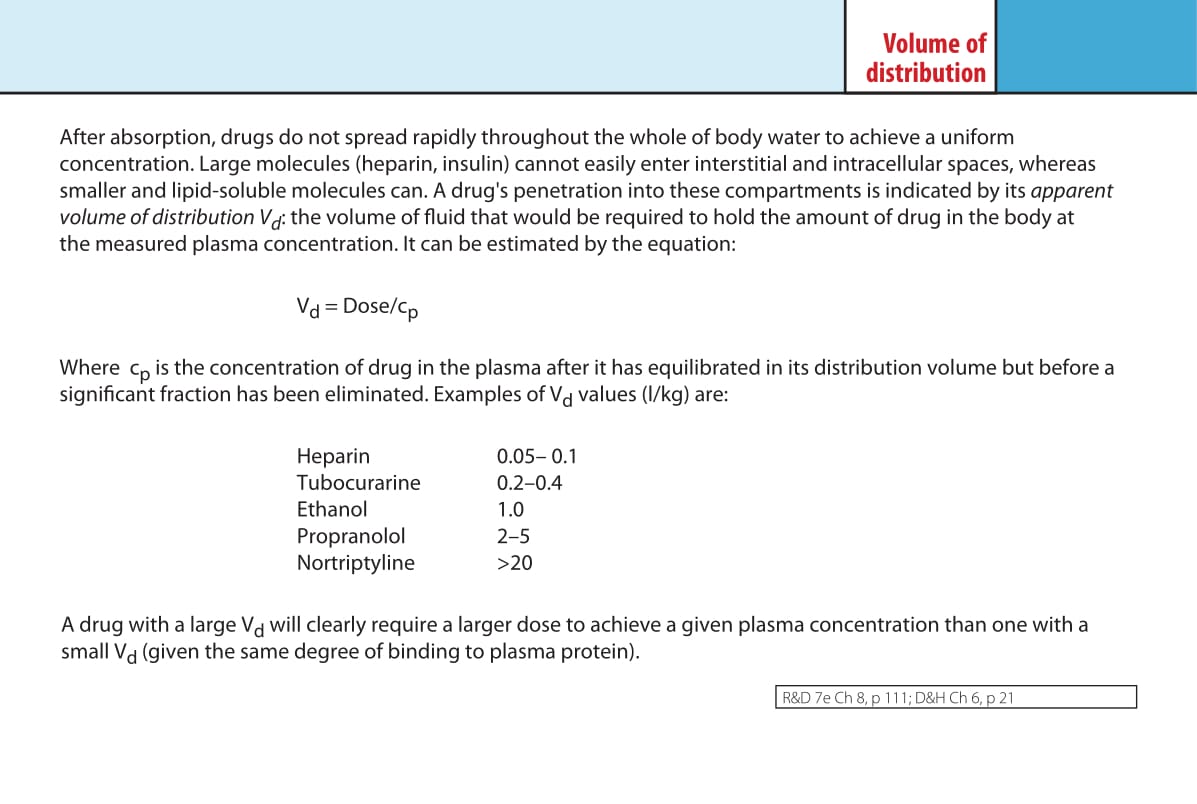 Volume of
distribution
After absorption, drugs do not spread rapidly throughout the whole of body water to achieve a uniform
concentration. Large molecules (heparin, insulin) cannot easily enter interstitial and intracellular spaces, whereas
smaller and lipid-soluble molecules can. A drug's penetration into these compartments is indicated by its apparent
volume of distribution Vd: the volume of fluid that would be required to hold the amount of drug in the body at
the measured plasma concentration. It can be estimated by the equation:
Vd = Dose/cp
Where cp is the concentration of drug in the plasma after it has equilibrated in its distribution volume but before a
significant fraction has been eliminated. Examples of Vd values (l/kg) are:
Heparin 0.05– 0.1
Tubocurarine 0.2–0.4
Ethanol 1.0
Propranolol 2–5
Nortriptyline >20
A drug with a large Vd will clearly require a larger dose to achieve a given plasma concentration than one with a
small Vd (given the same degree of binding to plasma protein).
R&D 7e Ch 8, p 111; D&H Ch 6, p 21